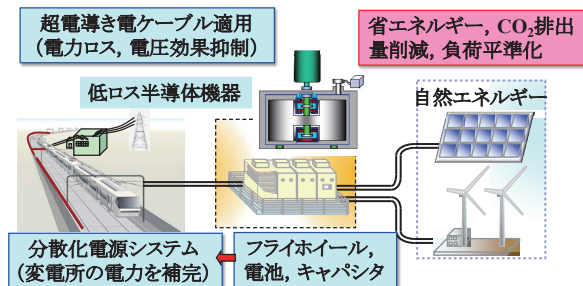 超電導き電ケーブル適用
(電力ロス, 電圧効果抑制)
省エネルギー, CO₂排出
量削減, 負荷平準化
低ロス半導体機器
自然エネルギー
分散化電源システム
(変電所の電力を補完)
フライホイール,
電池, キャパシタ